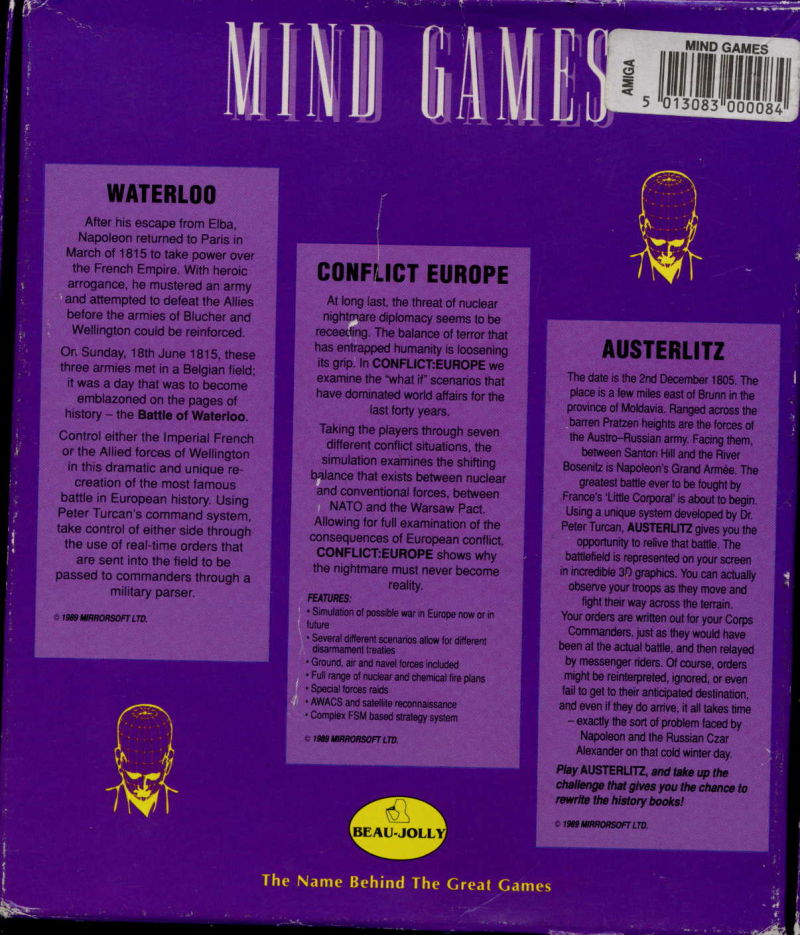 MIND GAMES
MIND GAMES
AMIGA
5 013083 000084
WATERLOO
After his escape from Elba,
Napoleon returned to Paris in
March of 1815 to take power over
the French Empire. With heroic
arrogance, he mustered an army
and attempted to defeat the Allies
before the armies of Blucher and
Wellington could be reinforced.
On Sunday, 18th June 1815, these
three armies met in a Belgian field;
it was a day that was to become
emblazoned on the pages of
history – the Battle of Waterloo.
Control either the Imperial French
or the Allied forces of Wellington
in this dramatic and unique re-
creation of the most famous
battle in European history. Using
Peter Turcan's command system,
take control of either side through
the use of real-time orders that
are sent into the field to be
passed to commanders through a
military parser.
© 1989 MIRRORSOFT LTD.
CONFLICT EUROPE
At long last, the threat of nuclear
nightmare diplomacy seems to be
receeding. The balance of terror that
has entrapped humanity is loosening
its grip. In CONFLICT:EUROPE we
examine the "what if" scenarios that
have dominated world affairs for the
last forty years.
Taking the players through seven
different conflict situations, the
simulation examines the shifting
balance that exists between nuclear
and conventional forces, between
NATO and the Warsaw Pact.
Allowing for full examination of the
consequences of European conflict,
CONFLICT:EUROPE shows why
the nightmare must never become
reality.
FEATURES:
• Simulation of possible war in Europe now or in
future
• Several different scenarios allow for different
disarmament treaties
• Ground, air and navel forces included
• Full range of nuclear and chemical fire plans
• Special forces raids
• AWACS and satellite reconnaissance
• Complex FSM based strategy system
© 1989 MIRRORSOFT LTD.
AUSTERLITZ
The date is the 2nd December 1805. The
place is a few miles east of Brunn in the
province of Moldavia. Ranged across the
barren Pratzen heights are the forces of
the Austro-Russian army. Facing them,
between Santon Hill and the River
Bosenitz is Napoleon's Grand Armée. The
greatest battle ever to be fought by
France's 'Little Corporal' is about to begin.
Using a unique system developed by Dr.
Peter Turcan, AUSTERLITZ gives you the
opportunity to relive that battle. The
battlefield is represented on your screen
in incredible 3D graphics. You can actually
observe your troops as they move and
fight their way across the terrain.
Your orders are written out for your Corps
Commanders, just as they would have
been at the actual battle, and then relayed
by messenger riders. Of course, orders
might be reinterpreted, ignored, or even
fail to get to their anticipated destination,
and even if they do arrive, it all takes time
– exactly the sort of problem faced by
Napoleon and the Russian Czar
Alexander on that cold winter day.
Play AUSTERLITZ, and take up the
challenge that gives you the chance to
rewrite the history books!
© 1989 MIRRORSOFT LTD.
BEAU-JOLLY
The Name Behind The Great Games